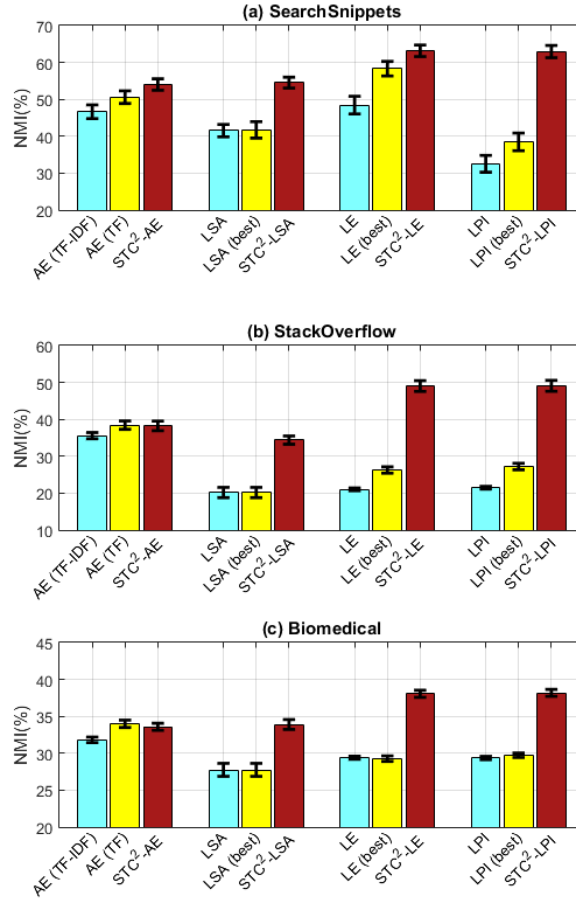 (a) SearchSnippets
NMI(%)
70
60
50
40
30
20
AE (TF-IDF)
AE (TF)
STC²-AE
LSA
LSA (best)
STC²-LSA
LE
LE (best)
STC²-LE
LPI
LPI (best)
STC²-LPI
(b) StackOverflow
NMI(%)
60
50
40
30
20
10
AE (TF-IDF)
AE (TF)
STC²-AE
LSA
LSA (best)
STC²-LSA
LE
LE (best)
STC²-LE
LPI
LPI (best)
STC²-LPI
(c) Biomedical
NMI(%)
45
40
35
30
25
20
AE (TF-IDF)
AE (TF)
STC²-AE
LSA
LSA (best)
STC²-LSA
LE
LE (best)
STC²-LE
LPI
LPI (best)
STC²-LPI